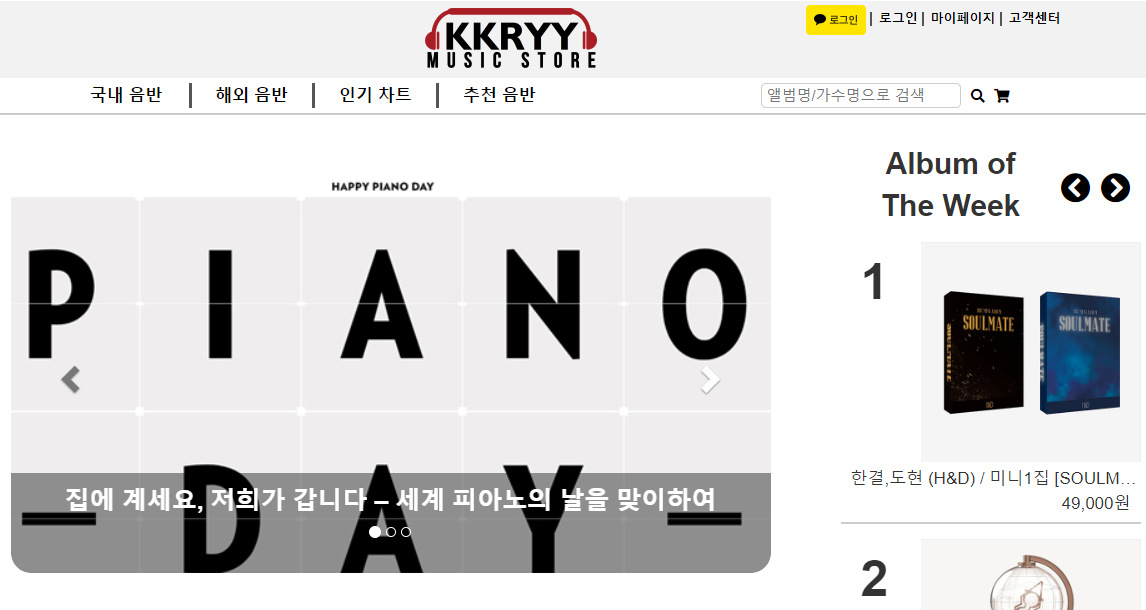 KKRYY
MUSIC STORE
로그인 | 로그인 | 마이페이지 | 고객센터
국내 음반 | 해외 음반 | 인기 차트 | 추천 음반
앨범명/가수명으로 검색
HAPPY PIANO DAY
PIANO
– DAY –
집에 계세요, 저희가 갑니다 – 세계 피아노의 날을 맞이하여
Album of
The Week
1
SOULMATE
SOULMATE
SOULMATE
한결,도현 (H&D) / 미니1집 [SOULM...
49,000원
2